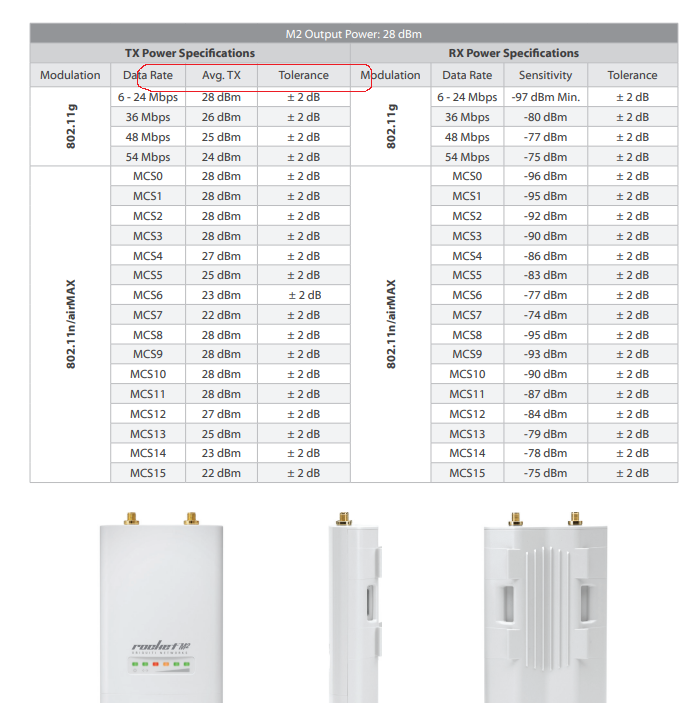 M2 Output Power: 28 dBm
TX Power Specifications RX Power Specifications
Modulation Data Rate Avg. TX Tolerance Modulation Data Rate Sensitivity Tolerance
802.11g
6 - 24 Mbps 28 dBm ± 2 dB
36 Mbps 26 dBm ± 2 dB
48 Mbps 25 dBm ± 2 dB
54 Mbps 24 dBm ± 2 dB
802.11n/airMAX
MCS0 28 dBm ± 2 dB
MCS1 28 dBm ± 2 dB
MCS2 28 dBm ± 2 dB
MCS3 28 dBm ± 2 dB
MCS4 27 dBm ± 2 dB
MCS5 25 dBm ± 2 dB
MCS6 23 dBm ± 2 dB
MCS7 22 dBm ± 2 dB
MCS8 28 dBm ± 2 dB
MCS9 28 dBm ± 2 dB
MCS10 28 dBm ± 2 dB
MCS11 28 dBm ± 2 dB
MCS12 27 dBm ± 2 dB
MCS13 25 dBm ± 2 dB
MCS14 23 dBm ± 2 dB
MCS15 22 dBm ± 2 dB
802.11g
6 - 24 Mbps -97 dBm Min. ± 2 dB
36 Mbps -80 dBm ± 2 dB
48 Mbps -77 dBm ± 2 dB
54 Mbps -75 dBm ± 2 dB
802.11n/airMAX
MCS0 -96 dBm ± 2 dB
MCS1 -95 dBm ± 2 dB
MCS2 -92 dBm ± 2 dB
MCS3 -90 dBm ± 2 dB
MCS4 -86 dBm ± 2 dB
MCS5 -83 dBm ± 2 dB
MCS6 -77 dBm ± 2 dB
MCS7 -74 dBm ± 2 dB
MCS8 -95 dBm ± 2 dB
MCS9 -93 dBm ± 2 dB
MCS10 -90 dBm ± 2 dB
MCS11 -87 dBm ± 2 dB
MCS12 -84 dBm ± 2 dB
MCS13 -79 dBm ± 2 dB
MCS14 -78 dBm ± 2 dB
MCS15 -75 dBm ± 2 dB
rocket M
UBIQUITI NETWORKS